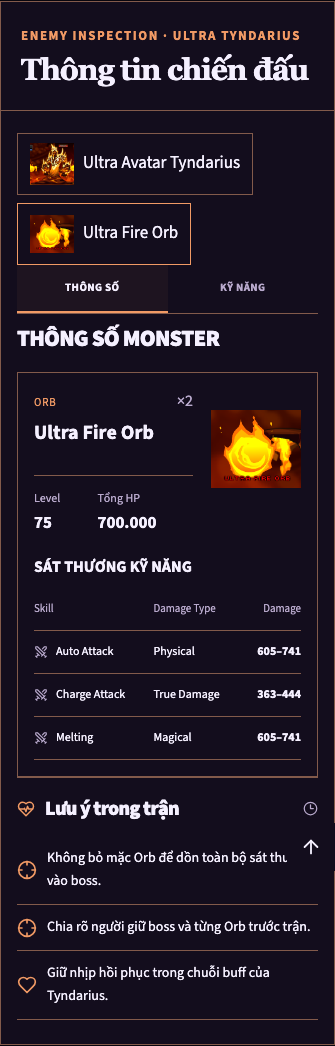 ENEMY INSPECTION · ULTRA TYNDARIUS
Thông tin chiến đấu
Ultra Avatar Tyndarius
Ultra Fire Orb
THÔNG SỐ
KỸ NĂNG
THÔNG SỐ MONSTER
ORB
×2
Ultra Fire Orb
Level
Tổng HP
75
700.000
SÁT THƯƠNG KỸ NĂNG
Skill Damage Type Damage
Auto Attack Physical 605–741
Charge Attack True Damage 363–444
Melting Magical 605–741
Lưu ý trong trận
Không bỏ mặc Orb để dồn toàn bộ sát
vào boss.
Chia rõ người giữ boss và từng Orb trước trận.
Giữ nhịp hồi phục trong chuỗi buff của
Tyndarius.